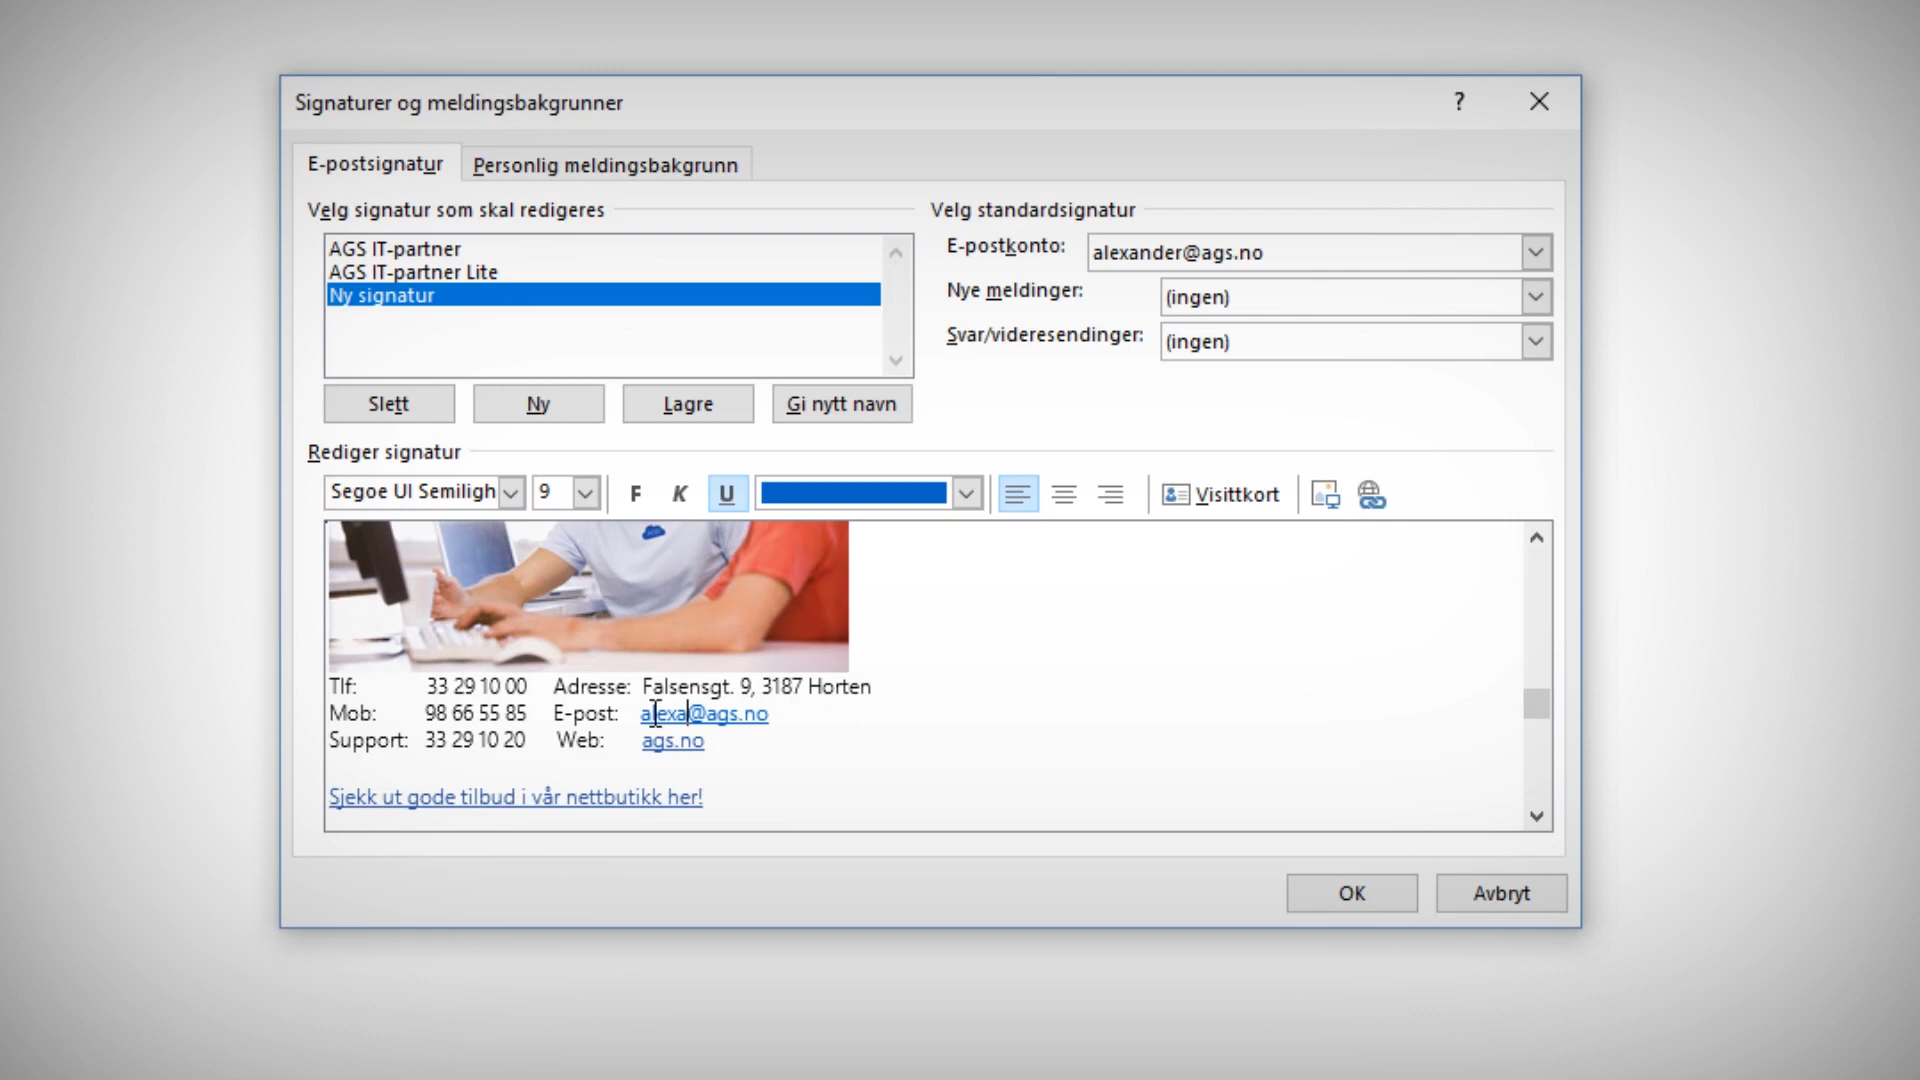 Signaturer og meldingsbakgrunner ?
E-postsignatur Personlig meldingsbakgrunn
Velg signatur som skal redigeres
AGS IT-partner
AGS IT-partner Lite
Ny signatur
Slett Ny Lagre Gi nytt navn
Velg standardsignatur
E-postkonto: alexander@ags.no
Nye meldinger: (ingen)
Svar/videresendinger: (ingen)
Rediger signatur
Segoe UI Semiligh 9 F K U Visittkort
Tlf: 33 29 10 00 Adresse: Falsensgt. 9, 3187 Horten
Mob: 98 66 55 85 E-post: alexa@ags.no
Support: 33 29 10 20 Web: ags.no
Sjekk ut gode tilbud i vår nettbutikk her!
OK Avbryt